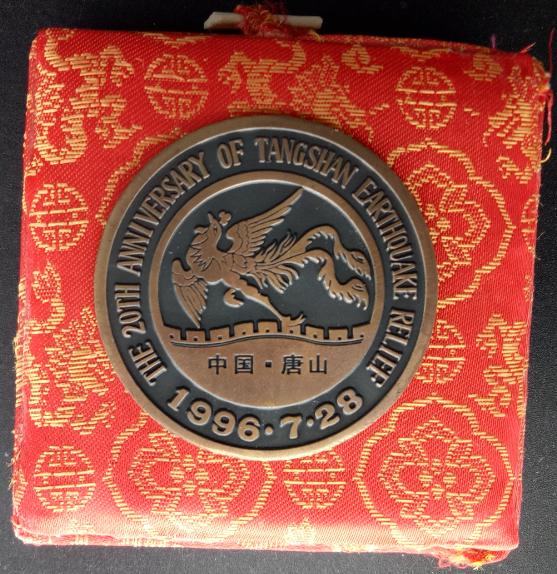 THE 20TH ANNIVERSARY OF TANGSHAN EARTHQUAKE RELIEF
中国·唐山
1996·7·28